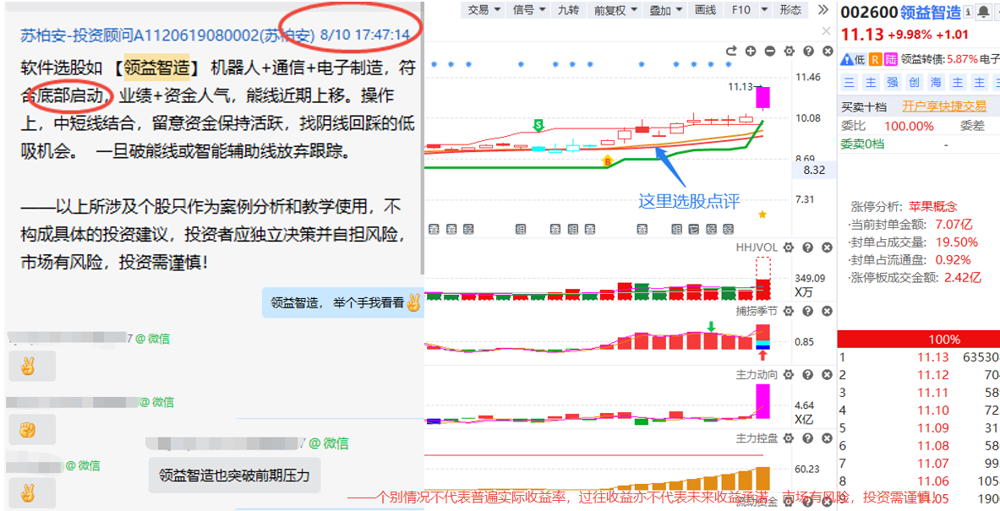 苏柏安-投资顾问A1120619080002(苏柏安) 8/10 17:47:14
软件选股如 【领益智造】 机器人+通信+电子制造，符
合底部启动，业绩+资金人气，能线近期上移。操作
上，中短线结合，留意资金保持活跃，找阴线回踩的低
吸机会。 一旦破能线或智能辅助线放弃跟踪。
——以上所涉及个股只作为案例分析和教学使用，不
构成具体的投资建议，投资者应独立决策并自担风险，
市场有风险，投资需谨慎！
领益智造， 举个手我看看
7 @ 微信
@ 微信
@ 微信
领益智造也突破前期压力
@ 微信
交易 信号 九转 前复权 叠加 画线 F10 形态
11.13
11.46
10.08
8.69
8.32
7.31
5
B
这里选股点评
HHJVOL
349.09
X万
捕捞季节
0.85
主力动向
4.64
X亿
主力控盘
60.23
流动资金
——个别情况不代表普遍实际收益率，过往收益亦不代表未来收益承诺，市场有风险，投资需谨慎！
002600 领益智造
11.13 +9.98% +1.01
低 R 陆 领益转债: 5.87% 电子
三 主 强 创 海 主 主
买卖十档 开户享快捷交易
委比 100.00% 委差
委卖0档 -
涨停分析: 苹果概念
·当前封单金额: 7.07亿
·封单占成交量: 19.50%
·封单占流通盘: 0.92%
·涨停板成交金额: 2.42亿
100%
1 11.13 63530
2 11.12 70
3 11.11 58
4 11.10 72
5 11.09 31
6 11.08 58
7 11.07 99
8 11.06 105
9 11.05 190